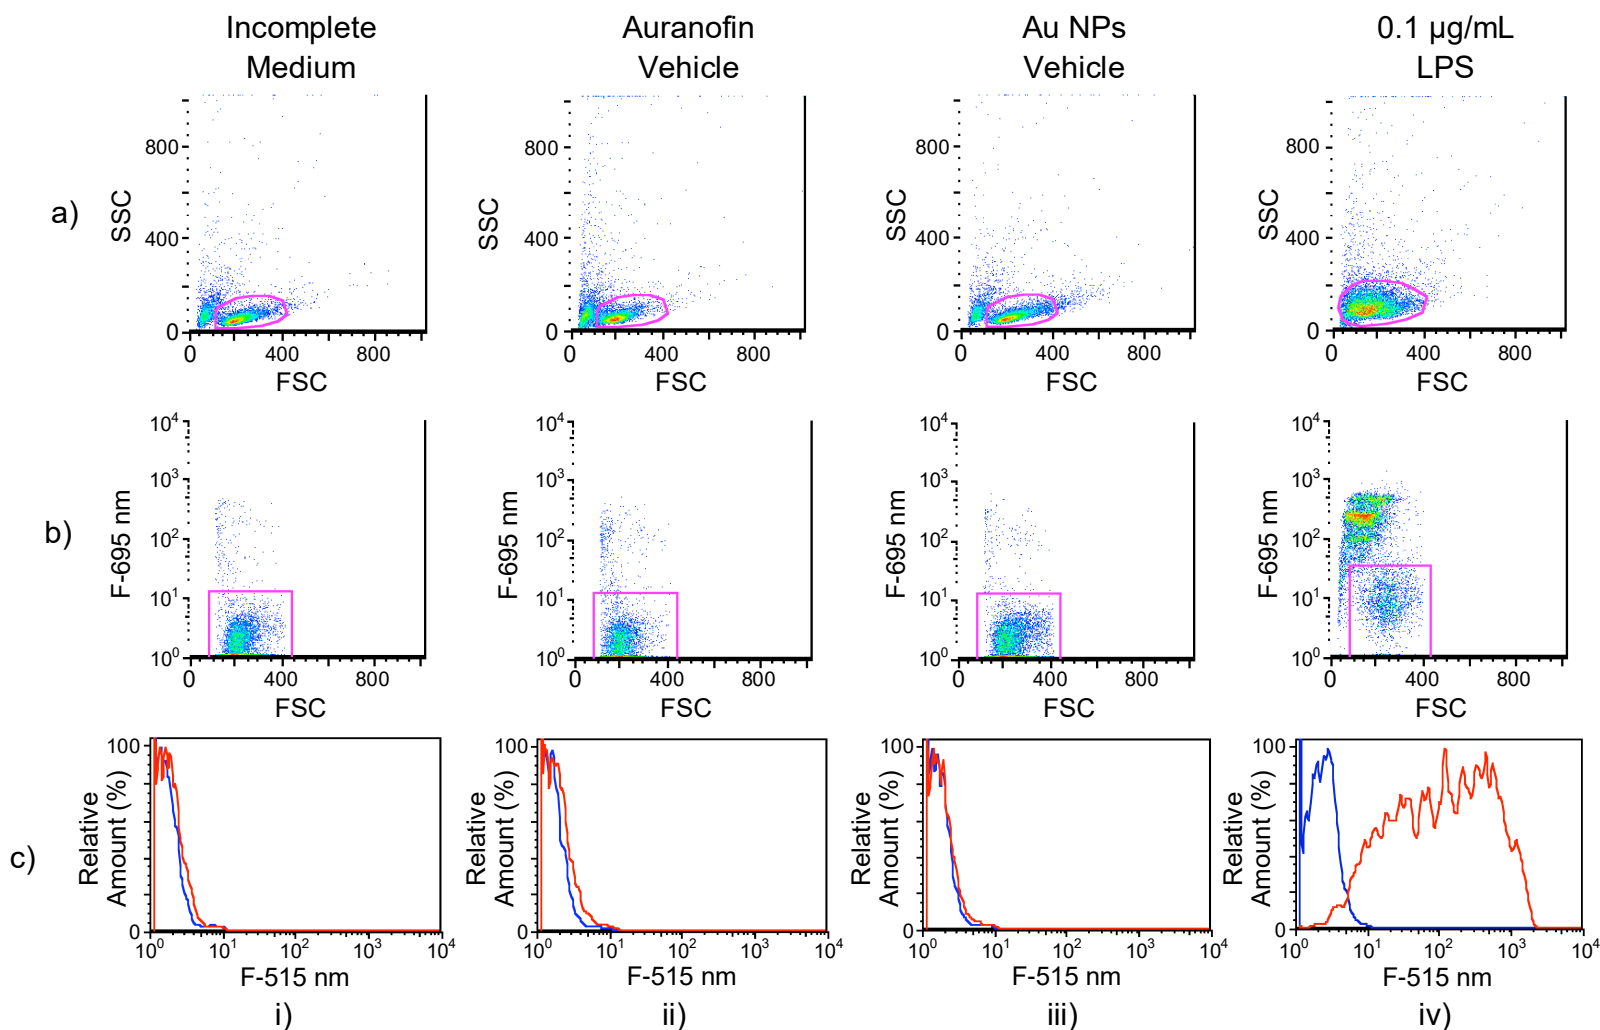 Incomplete Medium
Auranofin Vehicle
Au NPs Vehicle
0.1 µg/mL LPS
a)
SSC
800
400
0
0 400 800
FSC
SSC
800
400
0
0 400 800
FSC
SSC
800
400
0
0 400 800
FSC
SSC
800
400
0
0 400 800
FSC
b)
F-695 nm
10⁴
10³
10²
10¹
10⁰
0 400 800
FSC
F-695 nm
10⁴
10³
10²
10¹
10⁰
0 400 800
FSC
F-695 nm
10⁴
10³
10²
10¹
10⁰
0 400 800
FSC
F-695 nm
10⁴
10³
10²
10¹
10⁰
0 400 800
FSC
c)
Relative
Amount (%)
100
0
10⁰ 10¹ 10² 10³ 10⁴
F-515 nm
i)
Relative
Amount (%)
100
0
10⁰ 10¹ 10² 10³ 10⁴
F-515 nm
ii)
Relative
Amount (%)
100
0
10⁰ 10¹ 10² 10³ 10⁴
F-515 nm
iii)
Relative
Amount (%)
100
0
10⁰ 10¹ 10² 10³ 10⁴
F-515 nm
iv)